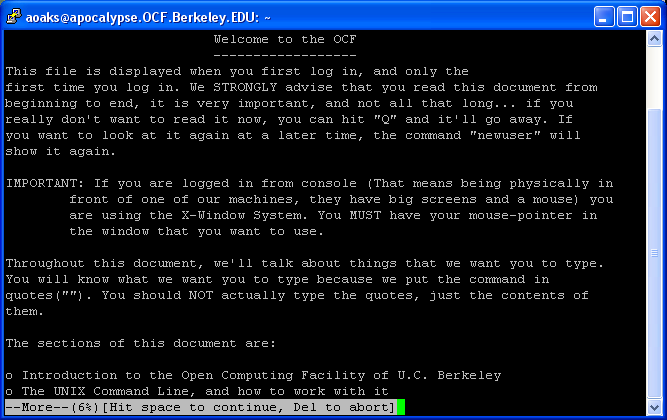 aoaks@apocalypse.OCF.Berkeley.EDU: ~
Welcome to the OCF
------------------
This file is displayed when you first log in, and only the
first time you log in. We STRONGLY advise that you read this document from
beginning to end, it is very important, and not all that long... if you
really don't want to read it now, you can hit "Q" and it'll go away. If
you want to look at it again at a later time, the command "newuser" will
show it again.
IMPORTANT: If you are logged in from console (That means being physically in
front of one of our machines, they have big screens and a mouse) you
are using the X-Window System. You MUST have your mouse-pointer in
the window that you want to use.
Throughout this document, we'll talk about things that we want you to type.
You will know what we want you to type because we put the command in
quotes(""). You should NOT actually type the quotes, just the contents of
them.
The sections of this document are:
o Introduction to the Open Computing Facility of U.C. Berkeley
o The UNIX Command Line, and how to work with it
--More--(6%)[Hit space to continue, Del to abort]